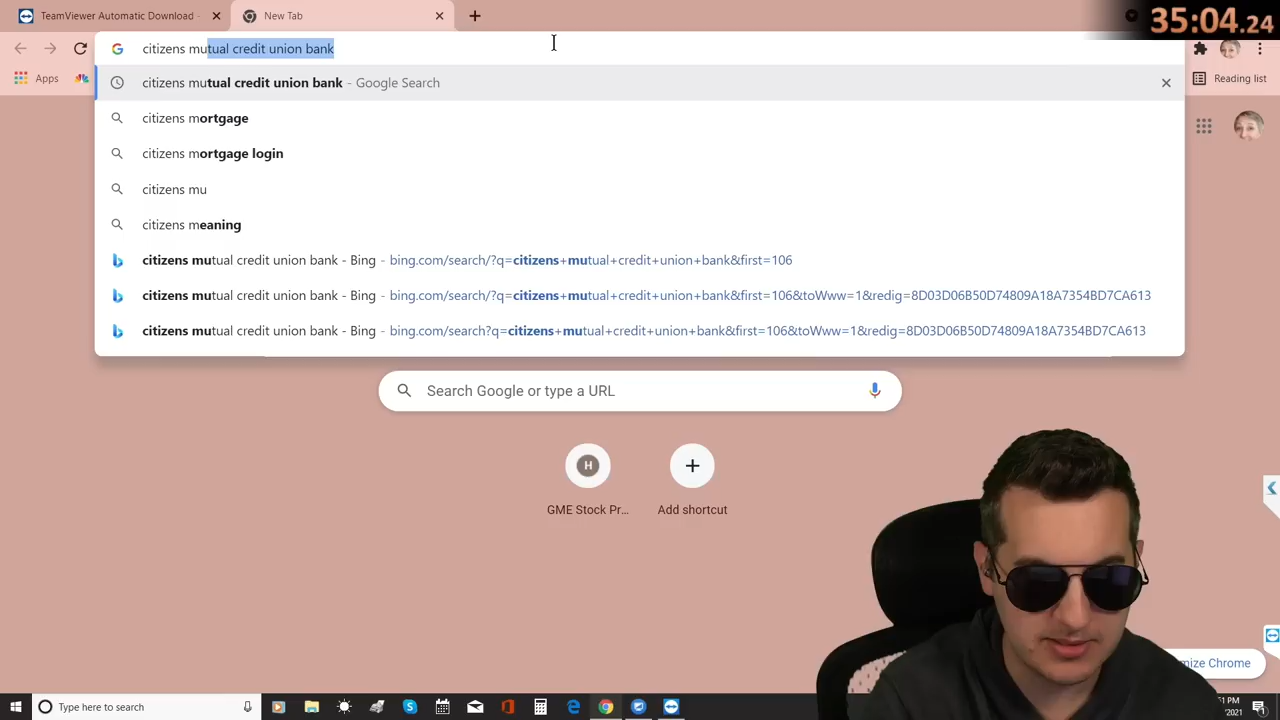 TeamViewer Automatic Download
New Tab
35:04.24
citizens mutual credit union bank
Apps
Reading list
citizens mutual credit union bank - Google Search
citizens mortgage
citizens mortgage login
citizens mu
citizens meaning
citizens mutual credit union bank - Bing - bing.com/search/?q=citizens+mutual+credit+union+bank&first=106
citizens mutual credit union bank - Bing - bing.com/search/?q=citizens+mutual+credit+union+bank&first=106&toWww=1&redig=8D03D06B50D74809A18A7354BD7CA613
citizens mutual credit union bank - Bing - bing.com/search?q=citizens+mutual+credit+union+bank&first=106&toWww=1&redig=8D03D06B50D74809A18A7354BD7CA613
Search Google or type a URL
H
GME Stock Pr...
Add shortcut
mize Chrome
Type here to search
51 PM
/2021